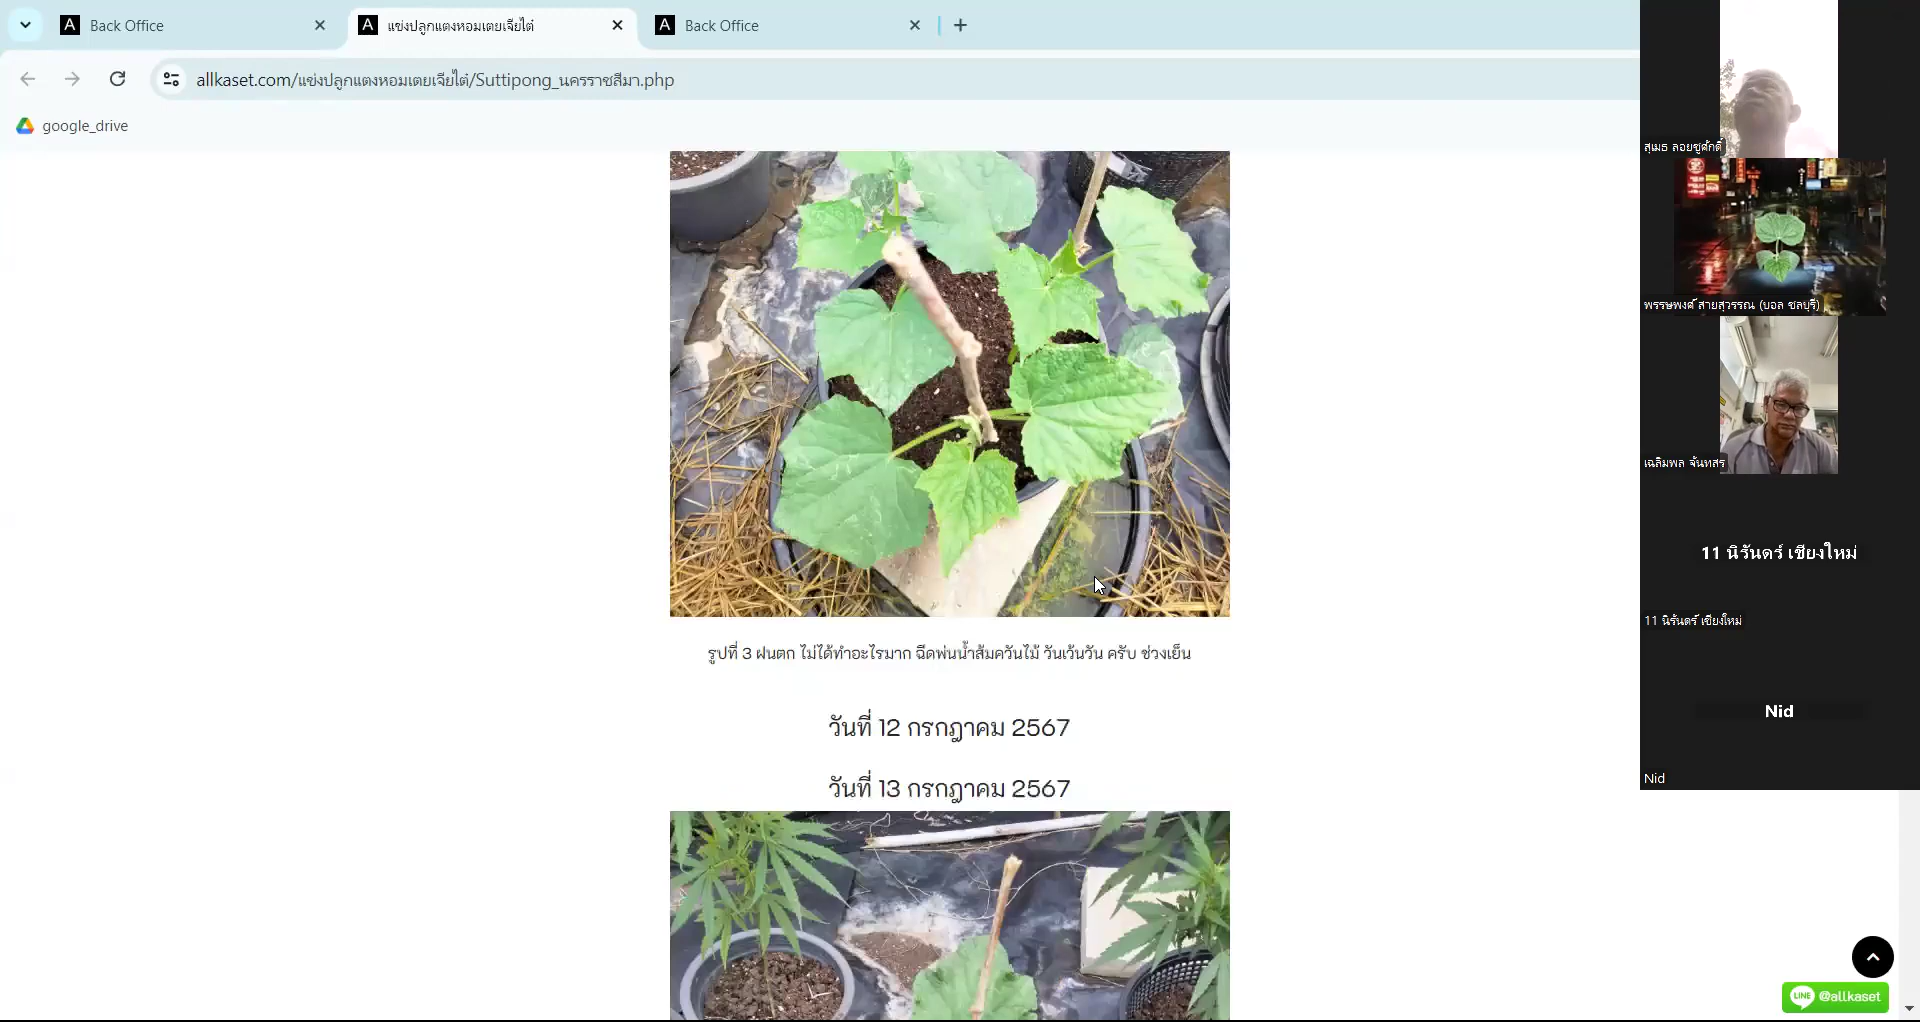 Back Office
แข่งปลูกแตงหอมเตยเจียไต๋
Back Office
allkaset.com/แข่งปลูกแตงหอมเตยเจียไต๋/Suttipong_นครราชสีมา.php
google_drive
รูปที่ 3 ฝนตก ไม่ได้ทำอะไรมาก ฉีดพ่นน้ำส้มควันไม้ วันเว้นวัน ครับ ช่วงเย็น
วันที่ 12 กรกฎาคม 2567
วันที่ 13 กรกฎาคม 2567
สุเมธ ลอยชูศักดิ์
พรรษพงศ์ สายสุวรรณ (บอล ชลบุรี)
เฉลิมพล จันทสร
11 นิรันดร์ เชียงใหม่
11 นิรันดร์ เชียงใหม่
Nid
Nid
LINE @allkaset